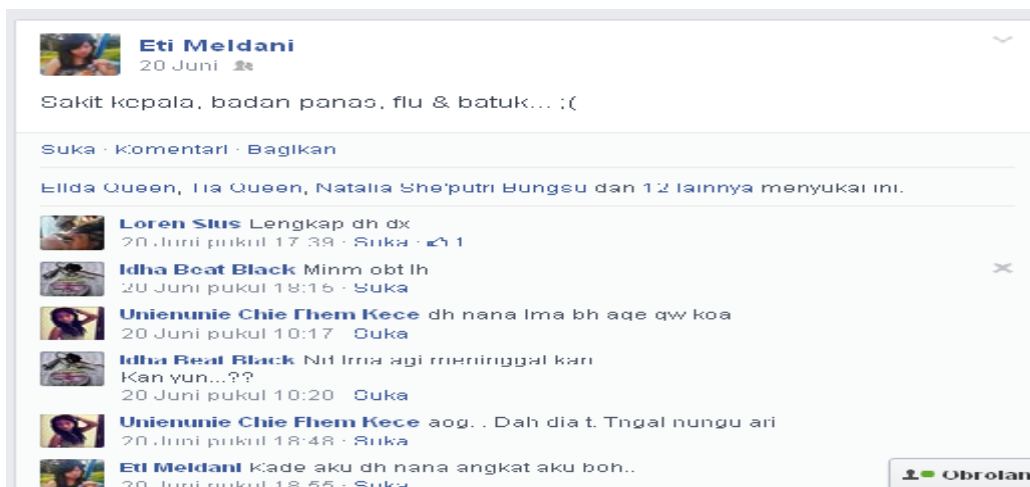 Eti Meldani
20 Juni
Sakit kepala, badan panas, flu & batuk... ;(
Suka · Komentari · Bagikan
Elida Queen, Tia Queen, Natalia She'putri Bungsu dan 12 lainnya menyukai ini.
Loren Sius Lengkap dh dx
20 Juni pukul 17:39 · Suka · 1
Idha Beat Black Minm obt lh
20 Juni pukul 18:16 · Suka
Unienunie Chie Fhem Kece dh nana lma bh age qw koa
20 Juni pukul 18:17 · Suka
Idha Beat Black lma agi meninggal kan
Kan yun...??
20 Juni pukul 18:20 · Suka
Unienunie Chie Fhem Kece aog. . Dah dia t. Tngal nungu ari
20 Juni pukul 18:48 · Suka
Eti Meldani Kade aku dh nana angkat aku boh..
20 Juni pukul 18:55 · Suka
Obrolan